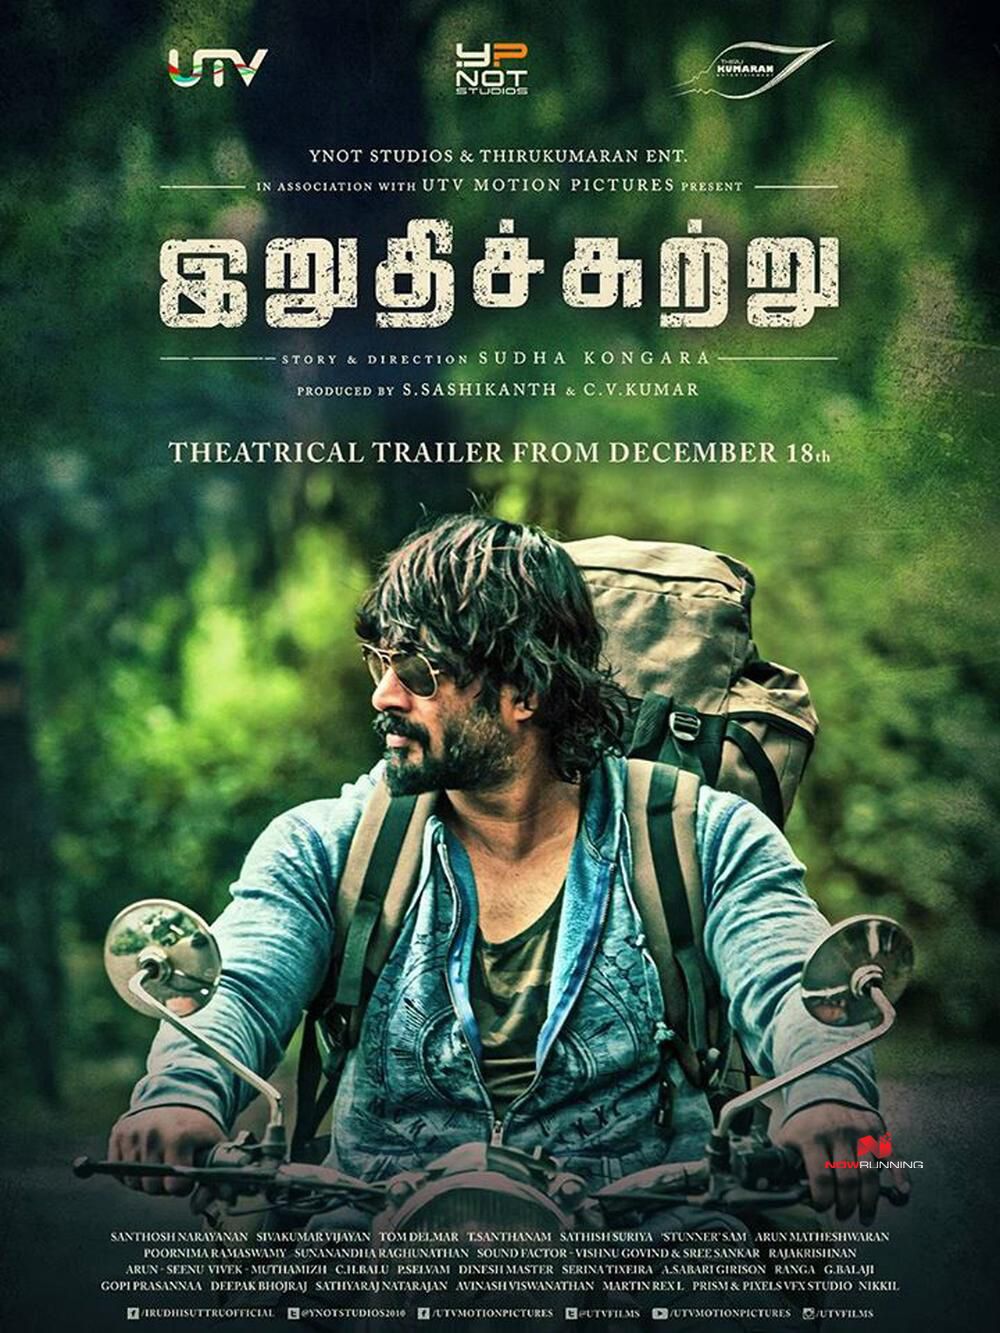 UTV
YNOT STUDIOS
THIRU KUMARAN ENTERTAINMENT
YNOT STUDIOS & THIRUKUMARAN ENT.
IN ASSOCIATION WITH UTV MOTION PICTURES PRESENT
இறுதிச்சுற்று
STORY & DIRECTION SUDHA KONGARA
PRODUCED BY S.SASHIKANTH & C.V.KUMAR
THEATRICAL TRAILER FROM DECEMBER 18th
NOWRUNNING
SANTHOSH NARAYANAN SIVAKUMAR VIJAYAN TOM DELMAR T.SANTHANAM SATHISH SURIYA 'STUNNER' SAM ARUN MATHESHWARAN
POORNIMA RAMASWAMY SUNANANDHA RAGHUNATHAN SOUND FACTOR - VISHNU GOVIND & SREE SANKAR RAJAKRISHNAN
ARUN - SEENU VIVEK - MUTHAMIZH C.H.BALU P.SELVAM DINESH MASTER SERINA TIXEIRA A.SABARI GIRISON RANGA G.BALAJI
GOPI PRASANNAA DEEPAK BHOJRAJ SATHYARAJ NATARAJAN AVINASH VISWANATHAN MARTIN REX L PRISM & PIXELS VFX STUDIO NIKKIL
/IRUDHISUTTRUOFFICIAL @YNOTSTUDIOS2010 /UTVMOTIONPICTURES @UTVFILMS /UTVMOTIONPICTURES /UTVFILMS